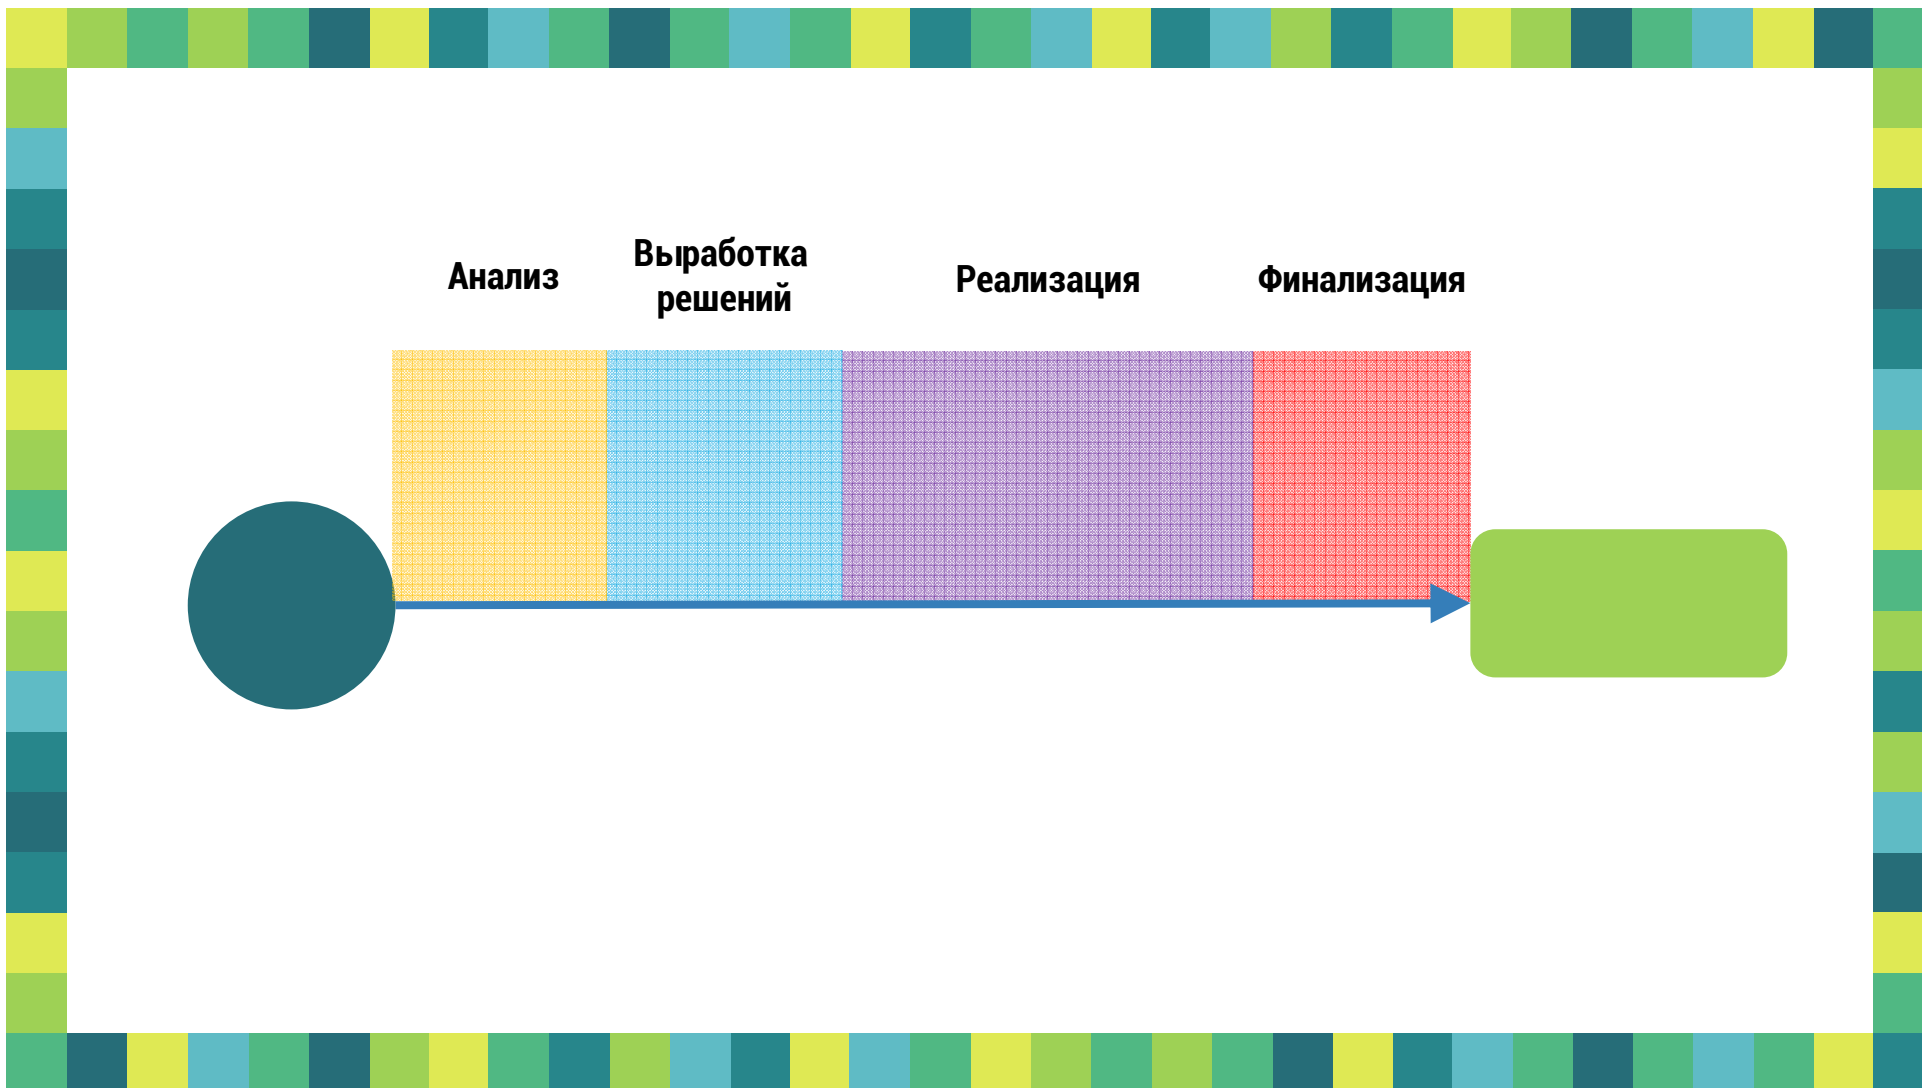 Анализ
Выработка
решений
Реализация
Финализация